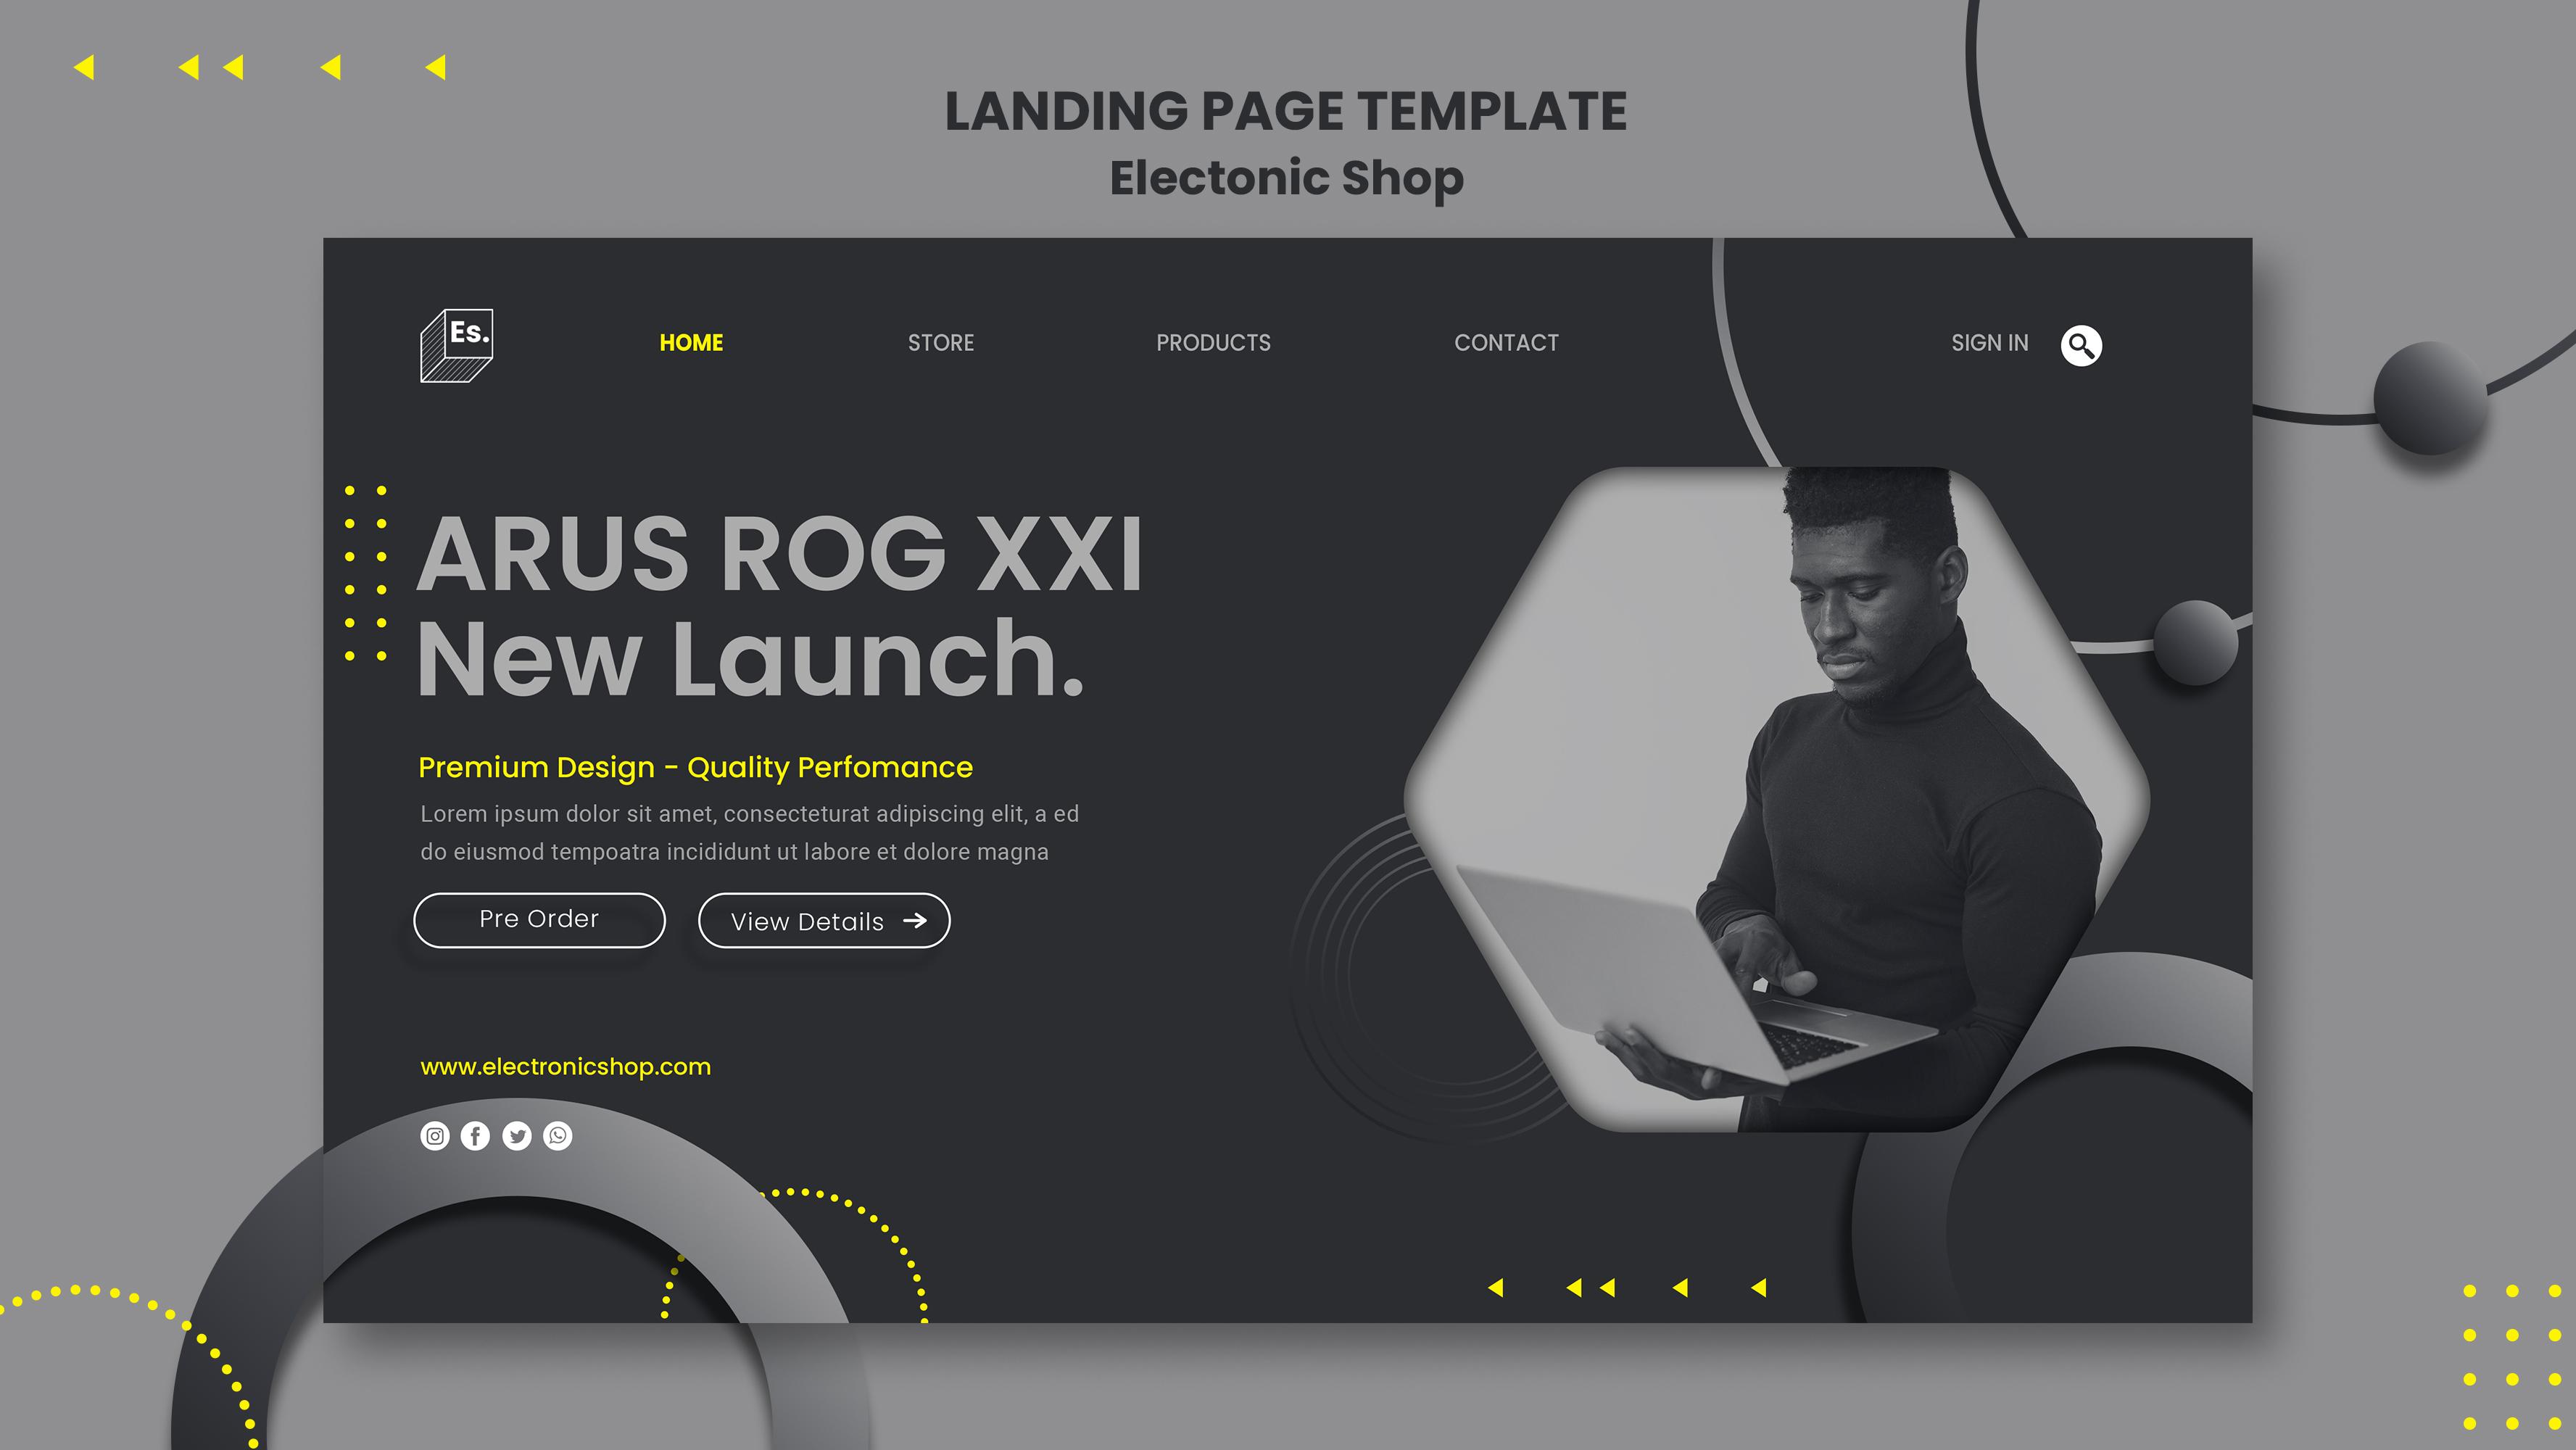 LANDING PAGE TEMPLATE
Electonic Shop
Es.
HOME
STORE
PRODUCTS
CONTACT
SIGN IN
ARUS ROG XXI
New Launch.
Premium Design - Quality Perfomance
Lorem ipsum dolor sit amet, consecteturat adipiscing elit, a ed
do eiusmod tempoatra incididunt ut labore et dolore magna
Pre Order
View Details
www.electronicshop.com